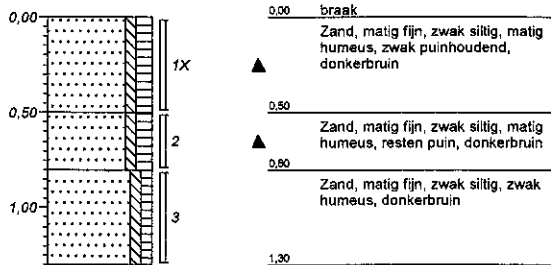 0,00
0,50
1,00
1X
2
3
0,00 braak
Zand, matig fijn, zwak siltig, matig
humeus, zwak puinhoudend,
donkerbruin
0,50
Zand, matig fijn, zwak siltig, matig
humeus, resten puin, donkerbruin
0,80
Zand, matig fijn, zwak siltig, zwak
humeus, donkerbruin
1,30